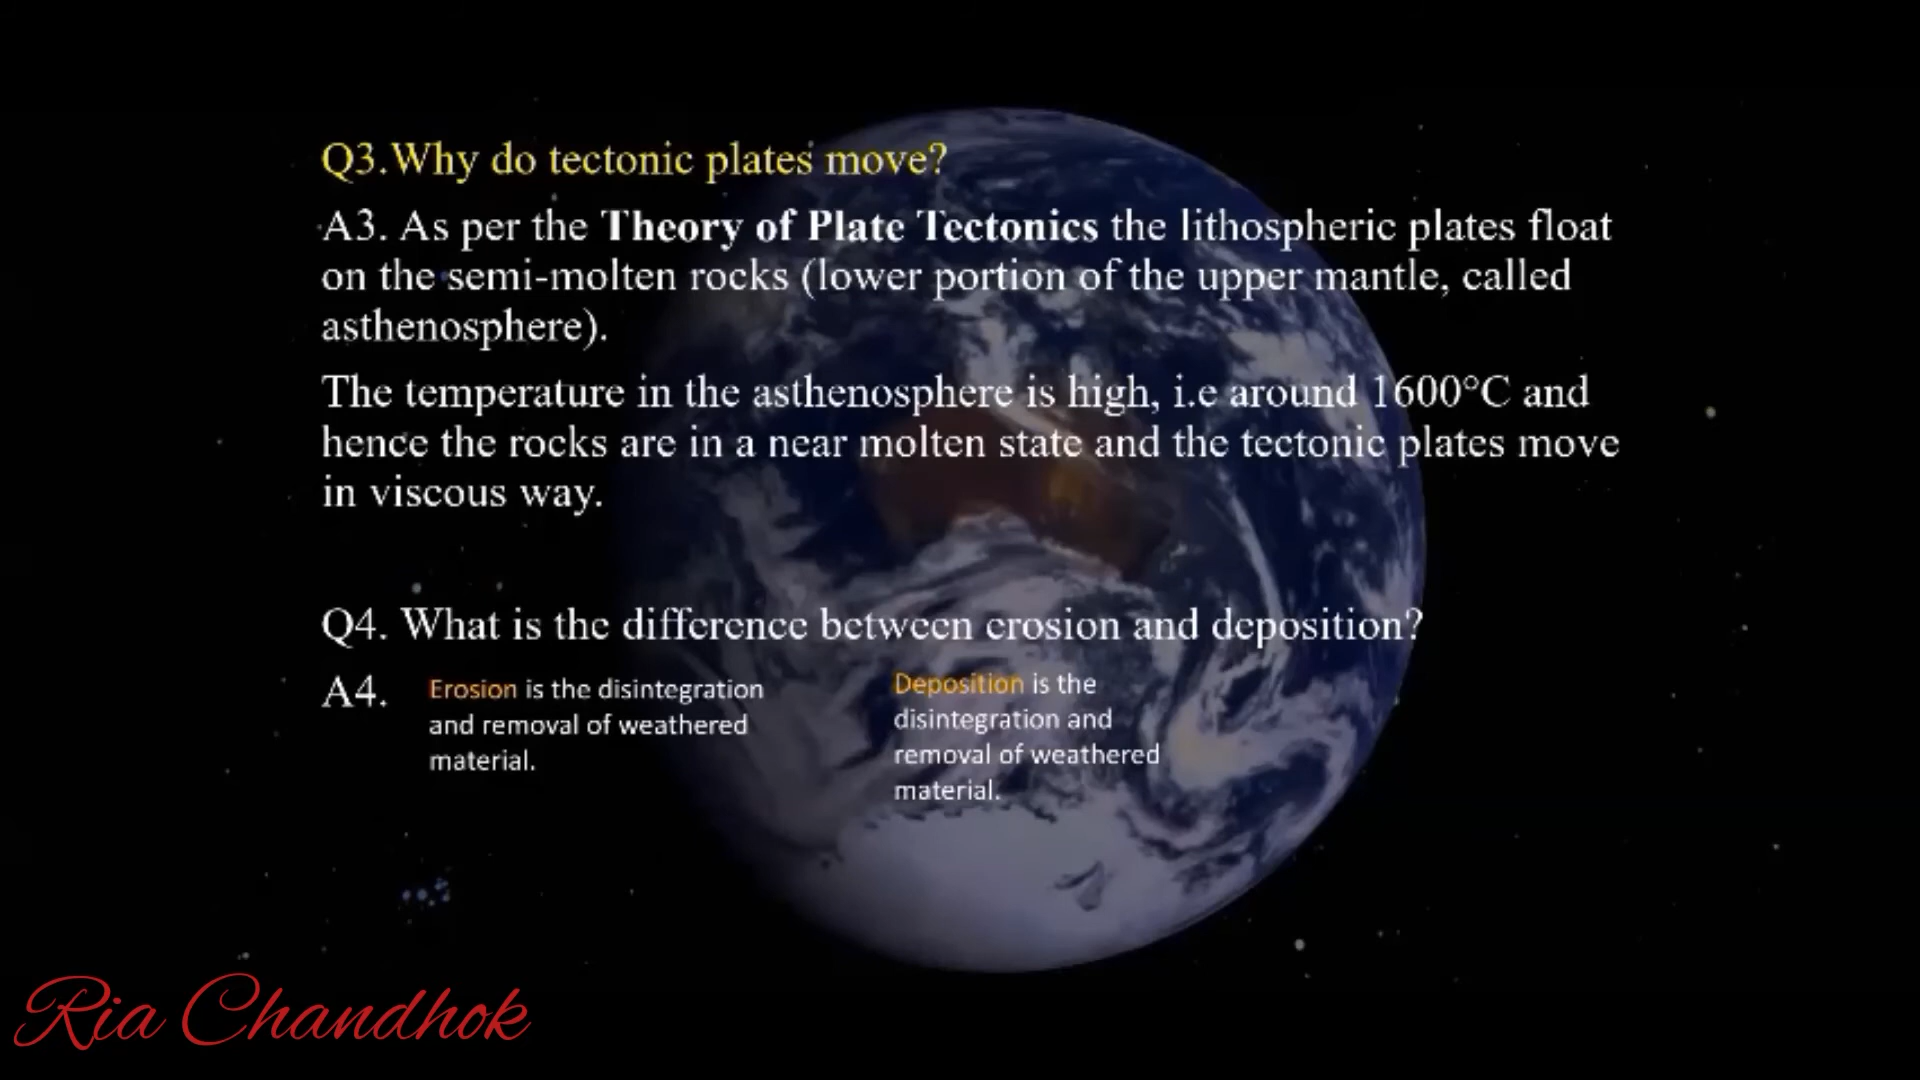 Q3.Why do tectonic plates move?
A3. As per the Theory of Plate Tectonics the lithospheric plates float
on the semi-molten rocks (lower portion of the upper mantle, called
asthenosphere).
The temperature in the asthenosphere is high, i.e around 1600°C and
hence the rocks are in a near molten state and the tectonic plates move
in viscous way.
Q4. What is the difference between erosion and deposition?
A4.
Erosion is the disintegration
and removal of weathered
material.
Deposition is the
disintegration and
removal of weathered
material.
Ria Chandhok